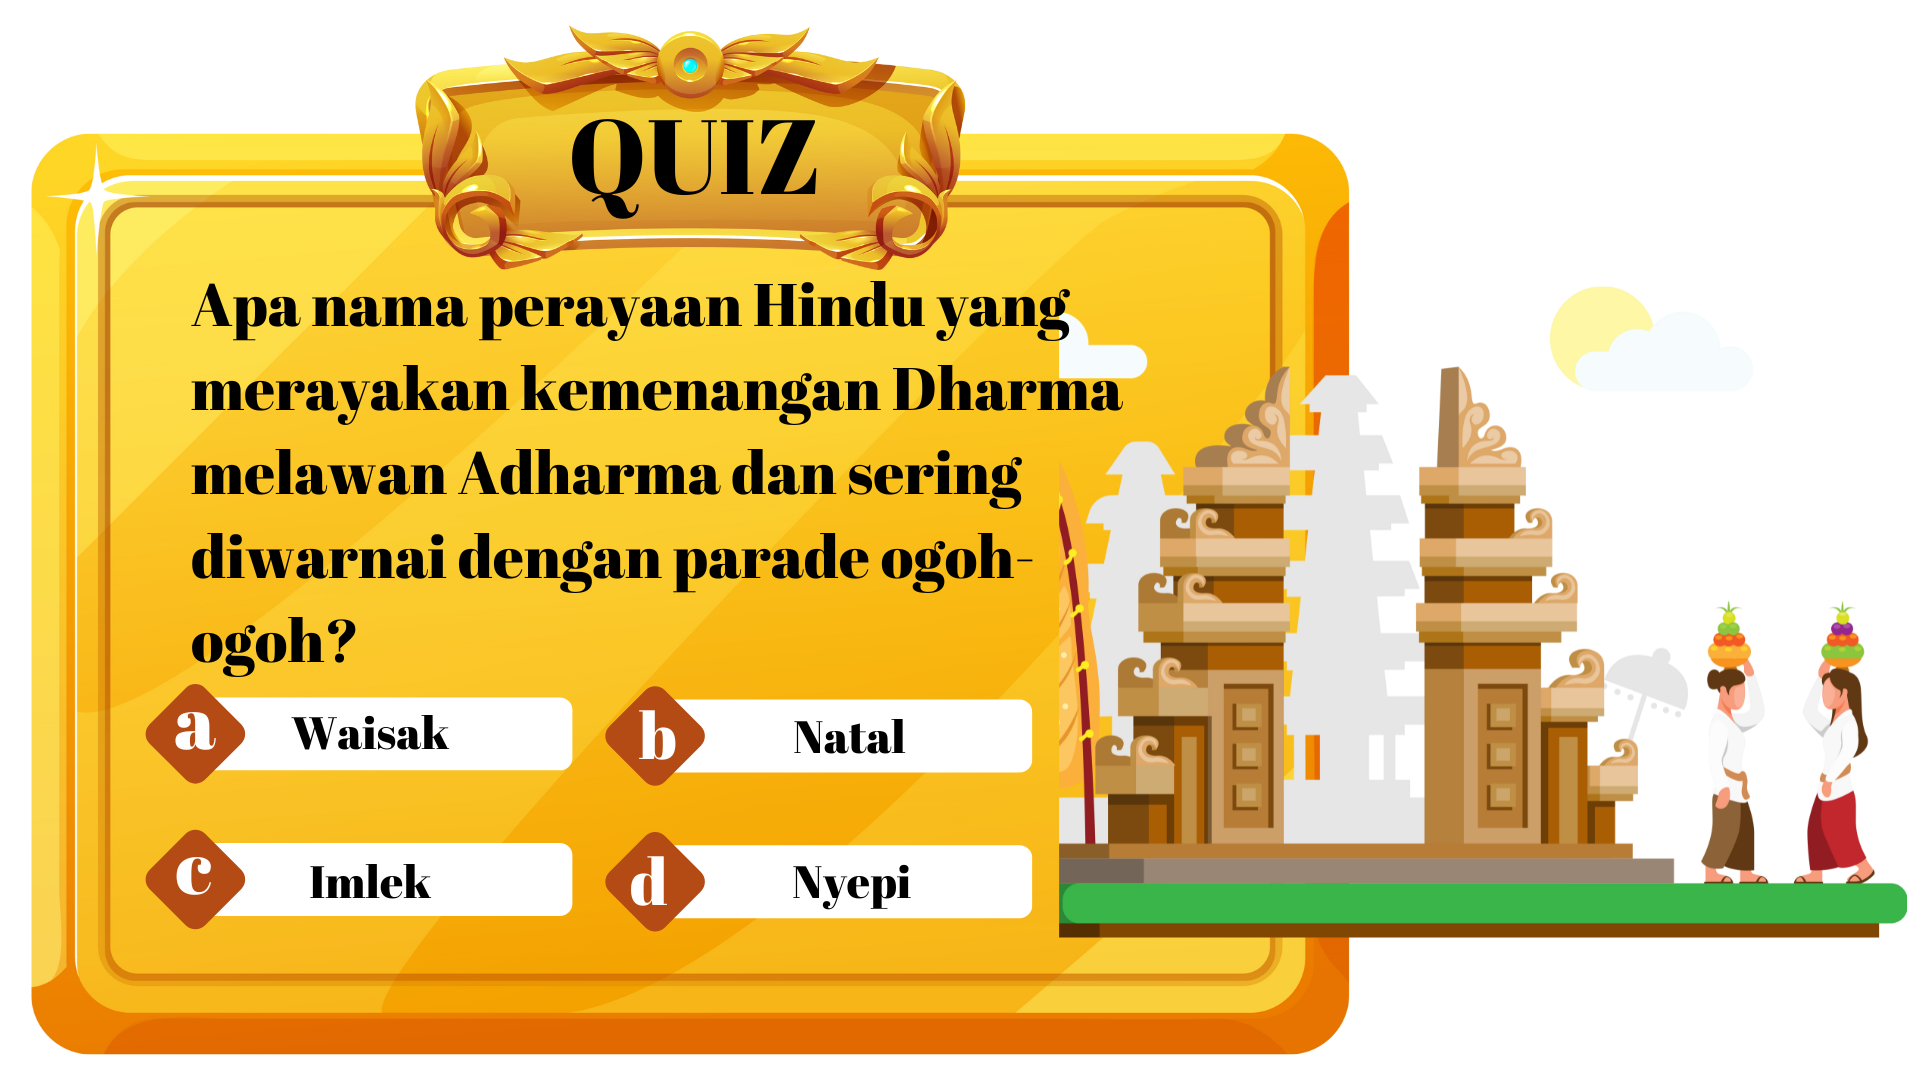 QUIZ
Apa nama perayaan Hindu yang
merayakan kemenangan Dharma
melawan Adharma dan sering
diwarnai dengan parade ogoh-
ogoh?
a Waisak
b Natal
c Imlek
d Nyepi